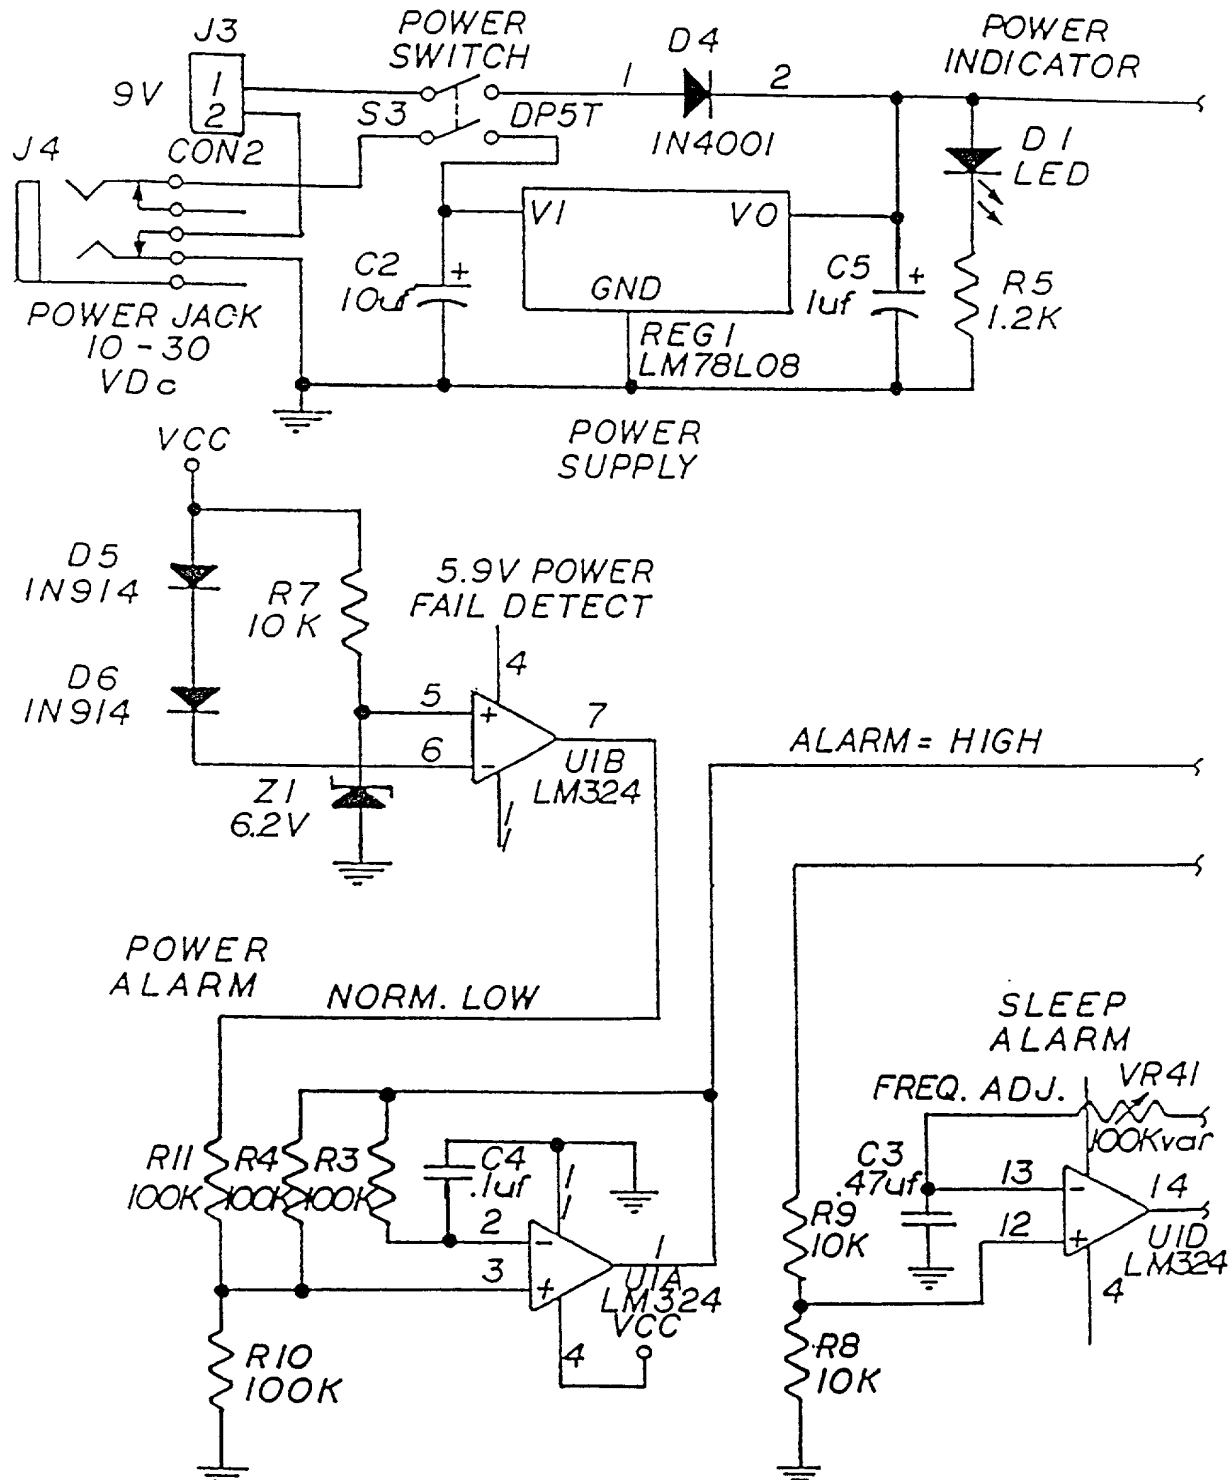 J3
1
2
9V
CON2
J4
POWER JACK
10-30
VDc
POWER
SWITCH
S3
DP5T
1
D4
2
1N4001
POWER
INDICATOR
D1
LED
VI
VO
GND
REG1
LM78L08
C2
+
10uf
C5
+
1uf
R5
1.2K
POWER
SUPPLY
VCC
D5
1N914
D6
1N914
R7
10K
5.9V POWER
FAIL DETECT
4
5
+
7
6
-
U1B
LM324
11
Z1
6.2V
ALARM = HIGH
POWER
ALARM
NORM. LOW
R11
100K
R4
100K
R3
100K
C4
.1uf
11
2
-
3
+
1
U1A
LM324
VCC
4
R10
100K
SLEEP
ALARM
FREQ. ADJ.
VR41
100Kvar
C3
.47uf
13
-
14
12
+
U1D
LM324
4
R9
10K
R8
10K